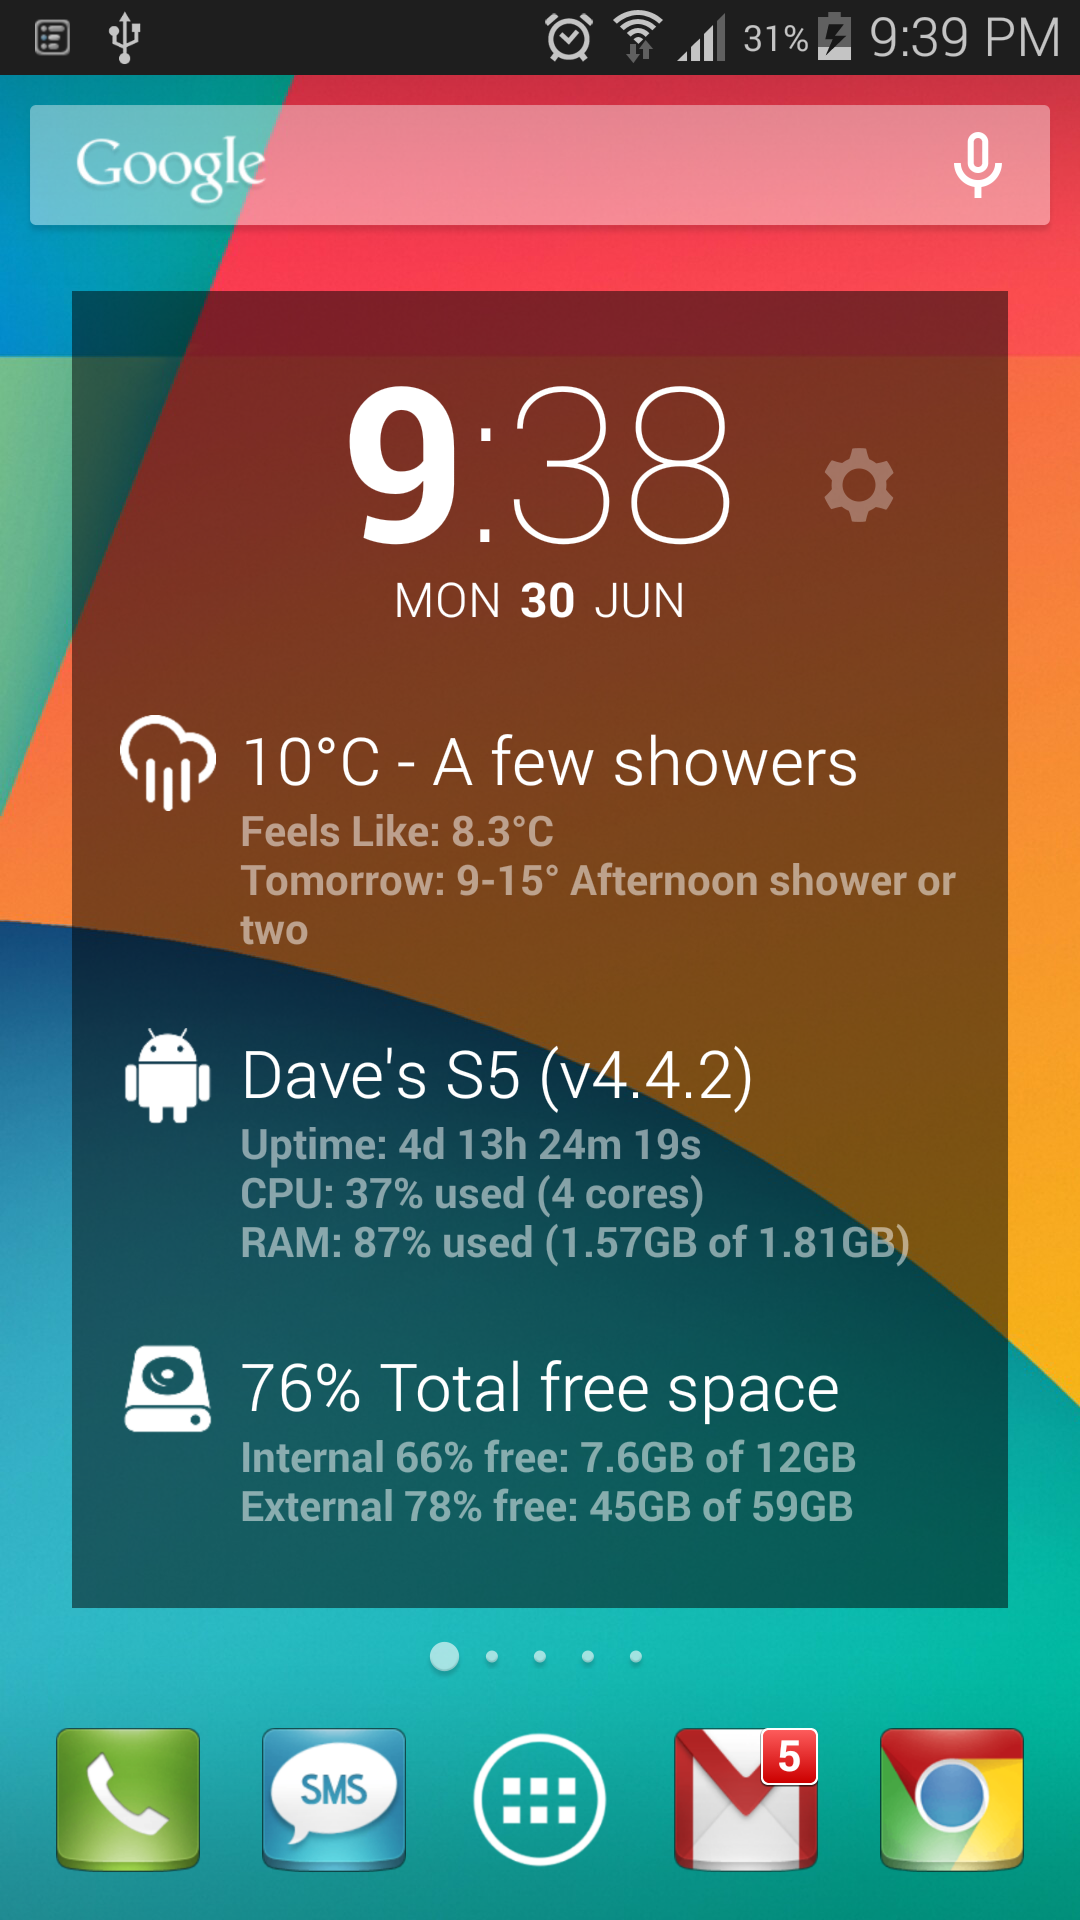 31% 9:39 PM
Google
9:38
MON 30 JUN
10°C - A few showers
Feels Like: 8.3°C
Tomorrow: 9-15° Afternoon shower or
two
Dave's S5 (v4.4.2)
Uptime: 4d 13h 24m 19s
CPU: 37% used (4 cores)
RAM: 87% used (1.57GB of 1.81GB)
76% Total free space
Internal 66% free: 7.6GB of 12GB
External 78% free: 45GB of 59GB
SMS
5